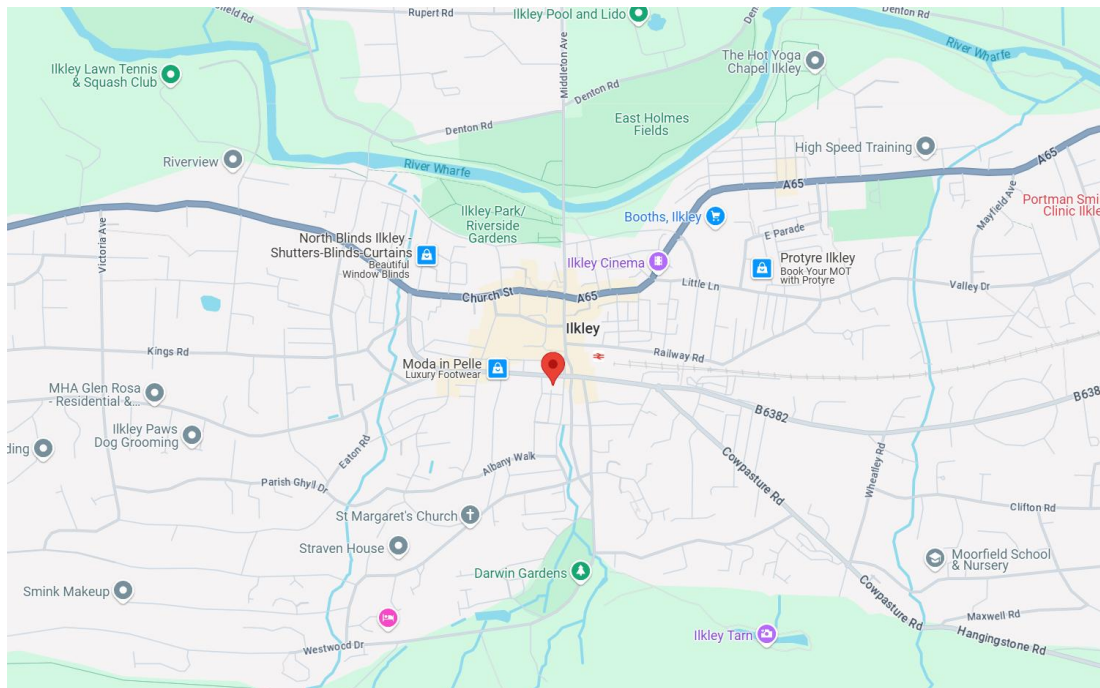 Rupert Rd
Ilkley Pool and Lido
Denton Rd
Middleton Ave
River Wharfe
The Hot Yoga
Chapel Ilkley
Ilkley Lawn Tennis
& Squash Club
Denton Rd
East Holmes
Fields
Denton Rd
High Speed Training
A65
Riverview
River Wharfe
A65
Mayfield Ave
Portman Smi
Clinic Ilkle
Ilkley Park/
Riverside
Gardens
Booths, Ilkley
E Parade
Victoria Ave
North Blinds Ilkley -
Shutters-Blinds-Curtains
Beautiful
Window Blinds
Ilkley Cinema
Protyre Ilkley
Book Your MOT
with Protyre
Little Ln
Valley Dr
Church St
A65
Ilkley
Kings Rd
Railway Rd
Moda in Pelle
Luxury Footwear
MHA Glen Rosa
- Residential &...
B6382
B638
Ilkley Paws
Dog Grooming
ding
Eaton Rd
Albany Walk
Cowpasture Rd
Wheatley Rd
Parish Ghyll Dr
Clifton Rd
St Margaret's Church
Straven House
Moorfield School
& Nursery
Darwin Gardens
Smink Makeup
Cowpasture Rd
Maxwell Rd
Ilkley Tarn
Hangingstone Rd
Westwood Dr